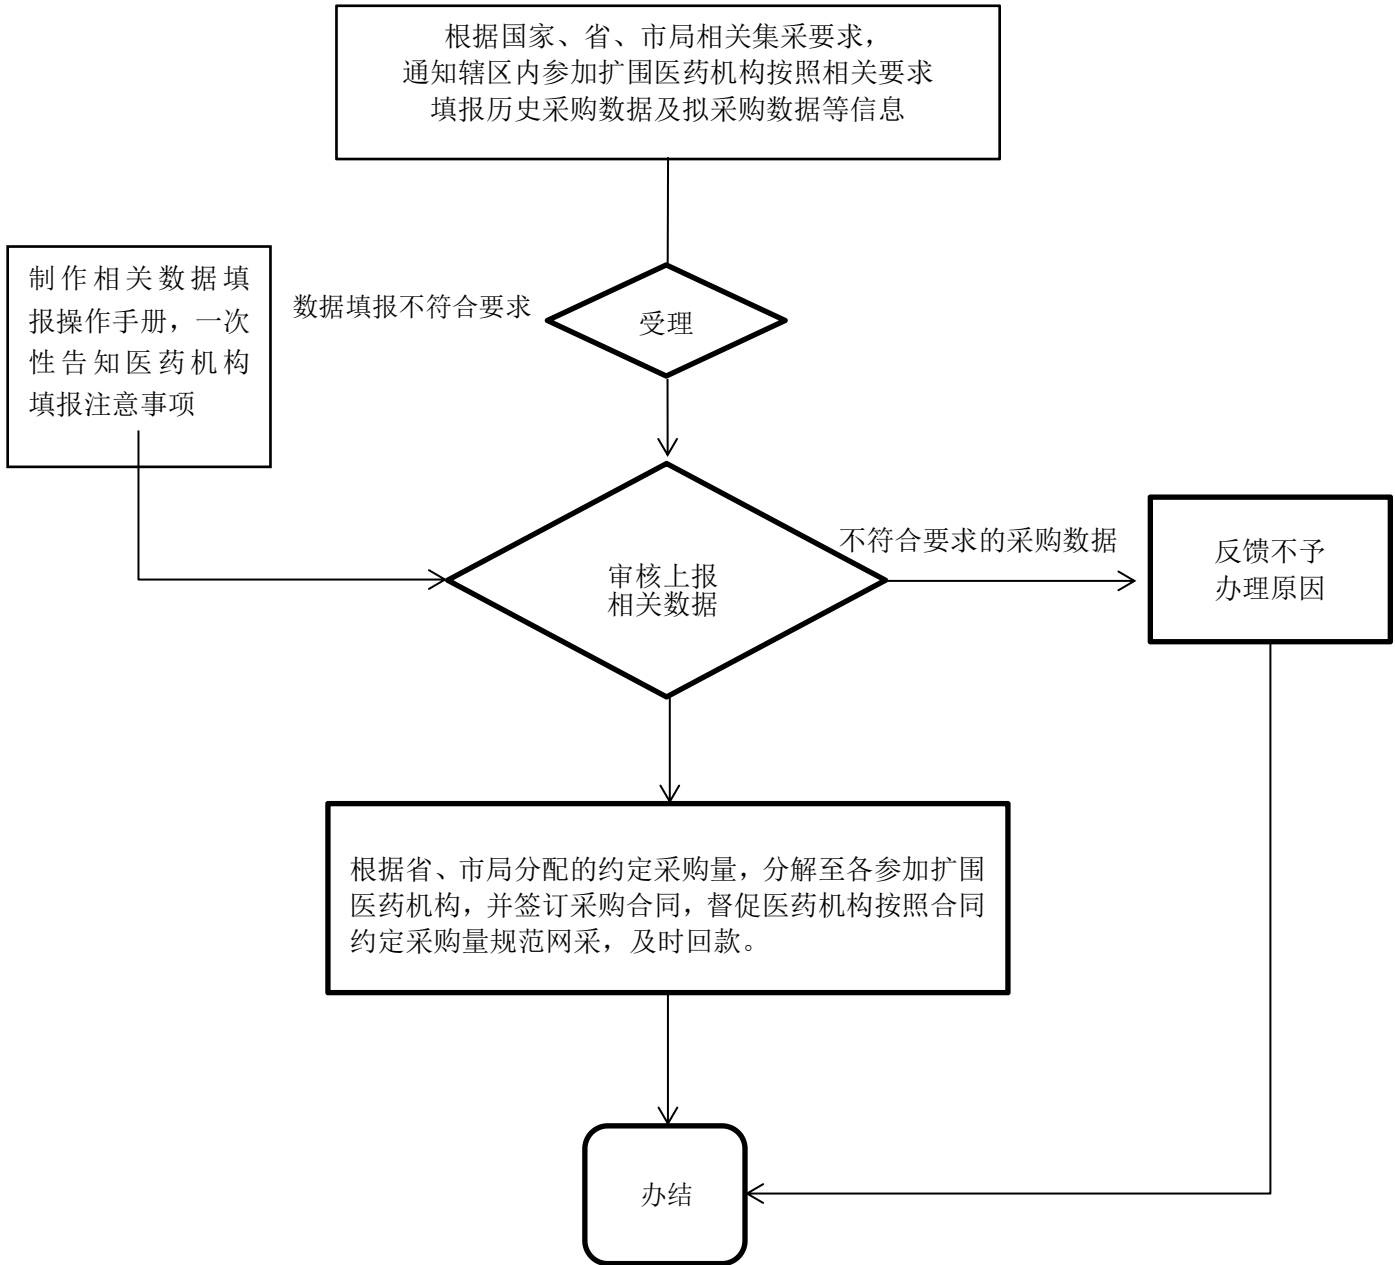 根据国家、省、市局相关集采要求，
通知辖区内参加扩围医药机构按照相关要求
填报历史采购数据及拟采购数据等信息
制作相关数据填
报操作手册，一次
性告知医药机构
填报注意事项
数据填报不符合要求
受理
不符合要求的采购数据
审核上报
相关数据
反馈不予
办理原因
根据省、市局分配的约定采购量，分解至各参加扩围
医药机构，并签订采购合同，督促医药机构按照合同
约定采购量规范网采，及时回款。
办结